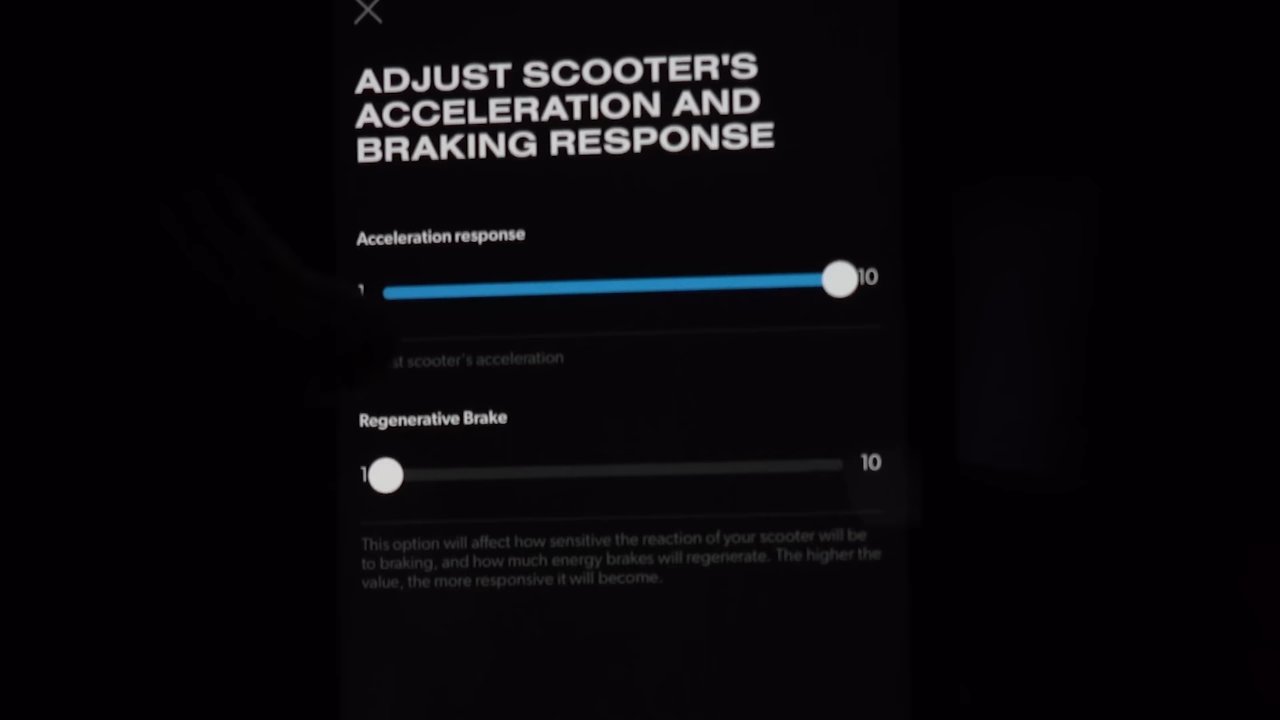 ADJUST SCOOTER'S
ACCELERATION AND
BRAKING RESPONSE
Acceleration response
1 10
scooter's acceleration
Regenerative Brake
1 10
This option will affect how sensitive the reaction of your scooter will be
to braking, and how much energy brakes will regenerate. The higher the
value, the more responsive it will become.